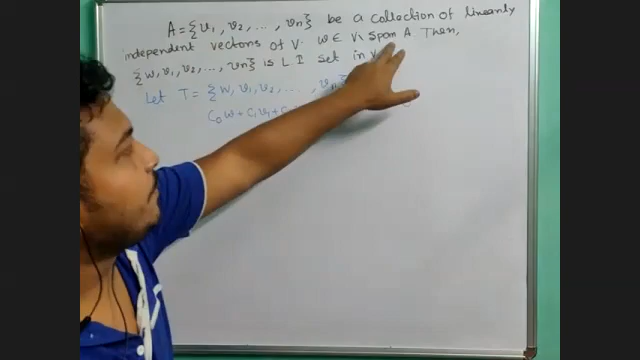 A = {v₁, v₂, ..., vₙ} be a collection of linearly
independent vectors of V. w ∈ V \ Span A Then,
{w, v₁, v₂, ..., vₙ} is L.I set in
Let T = {w, v₁, v₂, ...., vₙ}
C₀w + C₁v₁ +